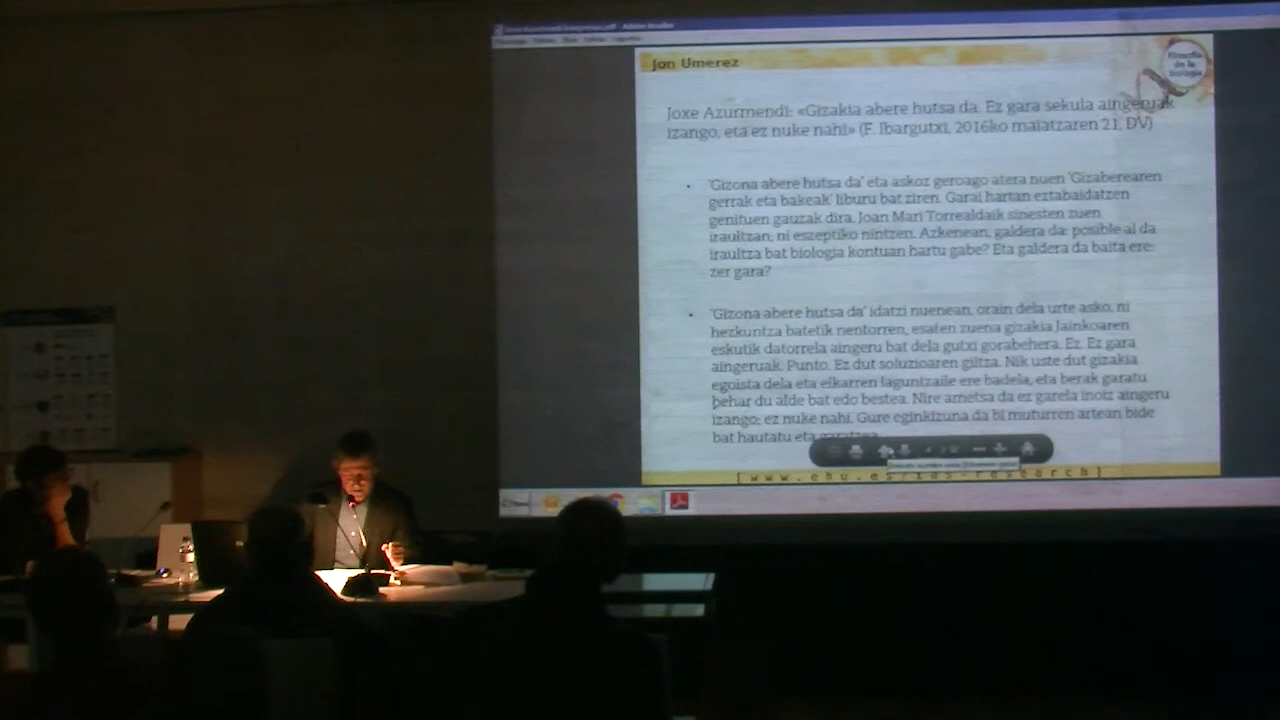 Jon Umerez
Filosofía
de la
biología
Joxe Azurmendi: «Gizakia abere hutsa da. Ez gara sekula aingeruak
izango, eta ez nuke nahi» (F. Ibargutxi, 2016ko maiatzaren 21, DV)
• 'Gizona abere hutsa da' eta askoz geroago atera nuen 'Gizaberearen
gerrak eta bakeak' liburu bat ziren. Garai hartan eztabaidatzen
genituen gauzak dira. Joan Mari Torrealdaik sinesten zuen
iraultzan, ni eszeptiko nintzen. Azkenean, galdera da: posible al da
iraultza bat biologia kontuan hartu gabe? Eta galdera da baita ere:
zer gara?
• 'Gizona abere hutsa da' idatzi nuenean, orain dela urte asko, ni
hezkuntza batetik nentorren, esaten zuena gizakia Jainkoaren
eskutik datorrela aingeru bat dela gutxi gorabehera. Ez. Ez gara
aingeruak. Punto. Ez dut soluzioaren giltza. Nik uste dut gizakia
egoista dela eta elkarren laguntzaile ere badela, eta berak garatu
behar du alde bat edo bestea. Nire ametsa da ez garela inoiz aingeru
izango; ez nuke nahi. Gure eginkizuna da bi muturren artean bide
bat hautatu eta garatzea.
[www.ehu.es/ias-research]